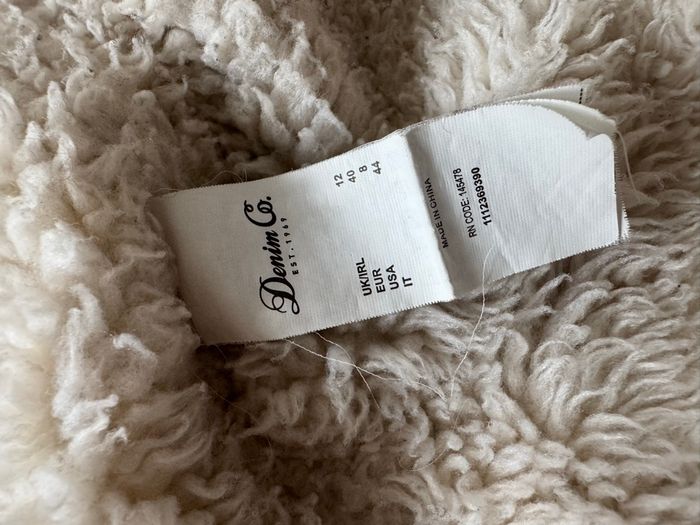 Denim Co.
EST. 1969
UK/IRL 12
EUR 40
USA 8
IT 44
MADE IN CHINA
RN CODE: 145478
1112369390